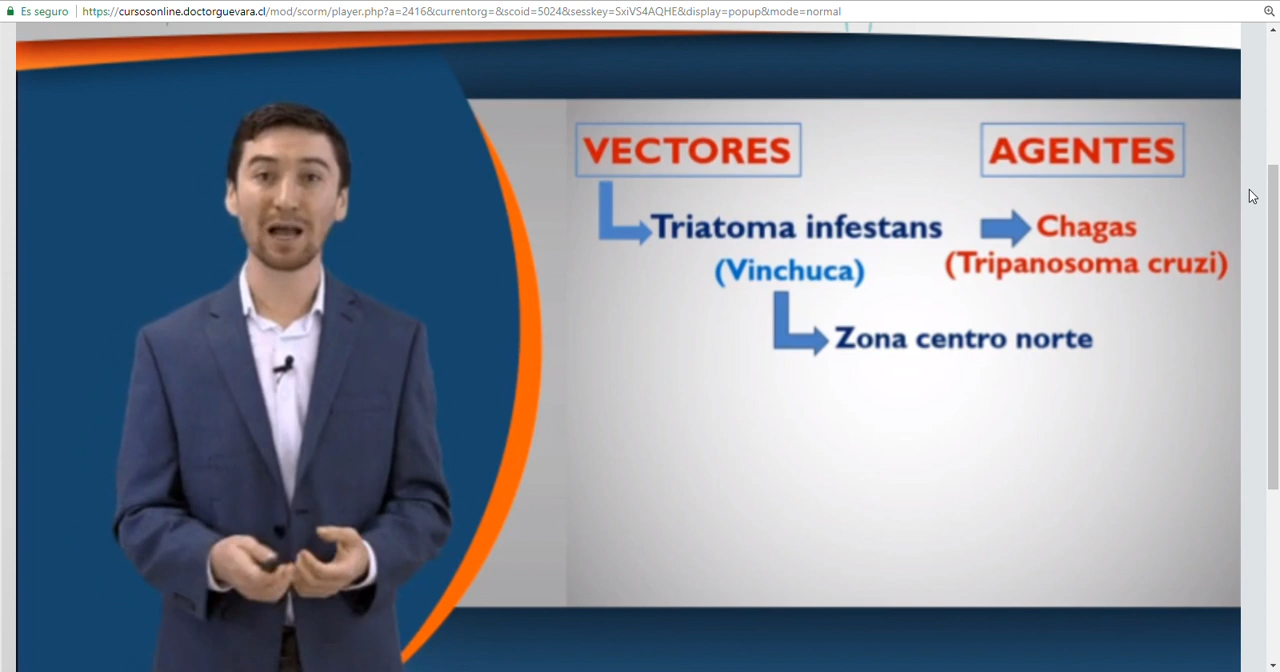 Es seguro https://cursosonline.doctorguevara.cl/mod/scorm/player.php?a=2416&currentorg=&scoid=5024&sesskey=SxiVS4AQHE&display=popup&mode=normal
VECTORES AGENTES
Triatoma infestans Chagas
(Vinchuca) (Tripanosoma cruzi)
Zona centro norte